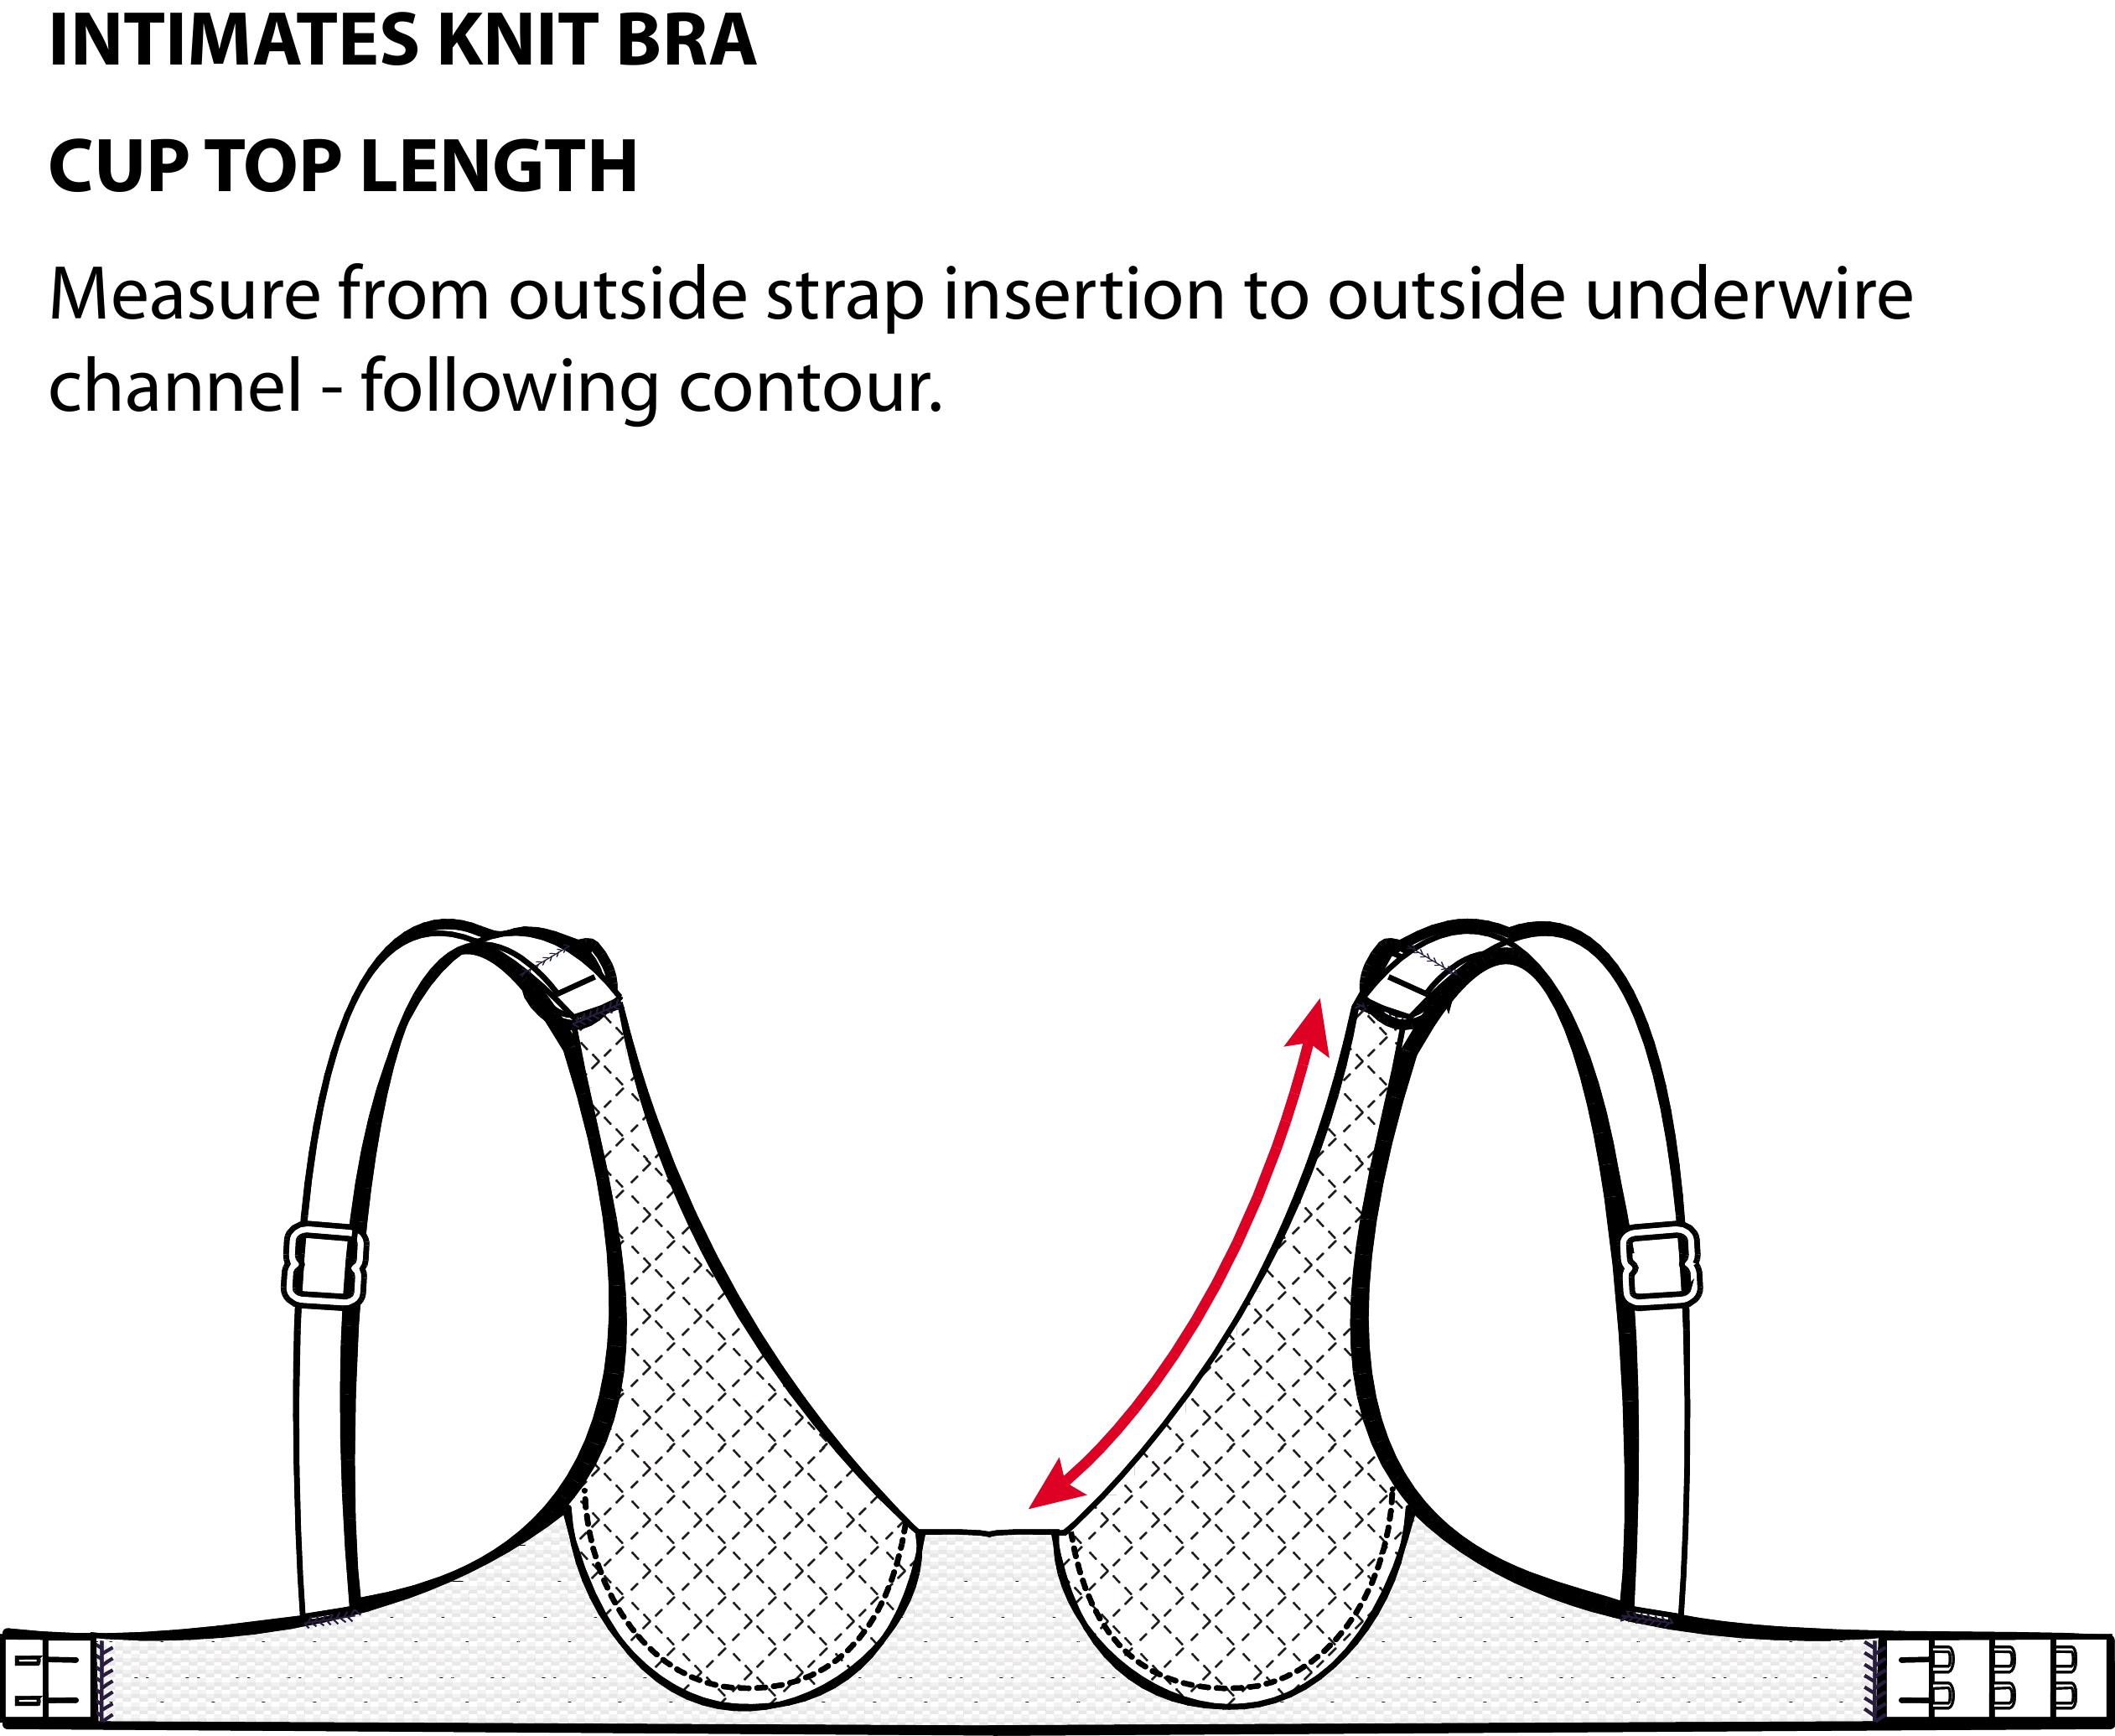 INTIMATES KNIT BRA
CUP TOP LENGTH
Measure from outside strap insertion to outside underwire
channel - following contour.